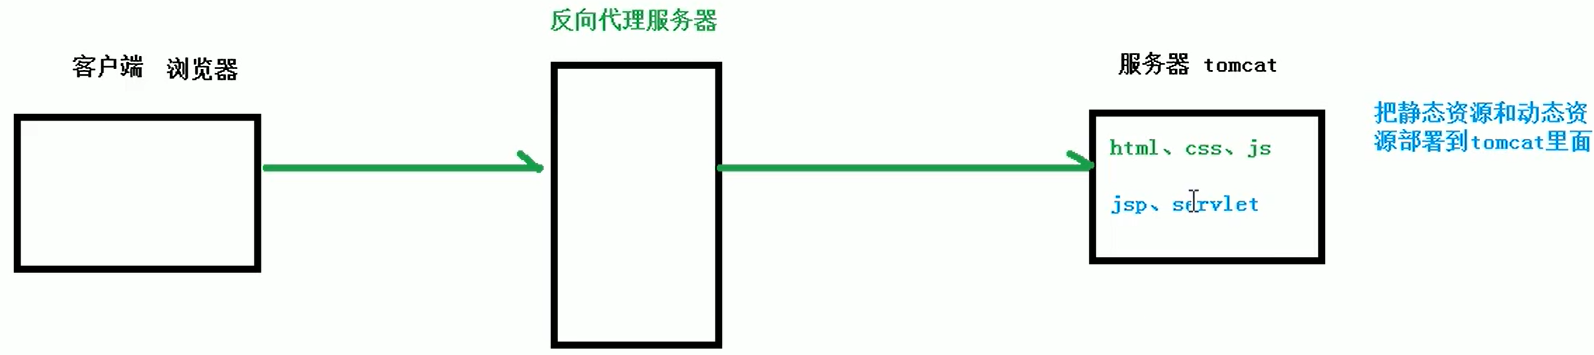 反向代理服务器
客户端 浏览器
服务器 tomcat
html、css、js
jsp、servlet
把静态资源和动态资
源部署到tomcat里面